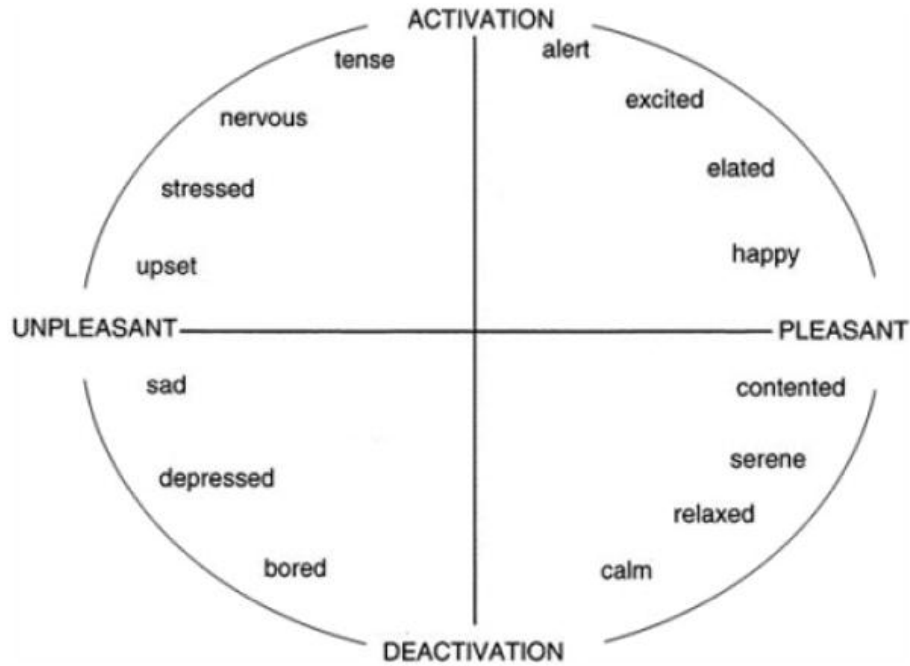 ACTIVATION
tense
alert
excited
nervous
elated
stressed
happy
upset
UNPLEASANT
PLEASANT
sad
contented
serene
depressed
relaxed
bored
calm
DEACTIVATION